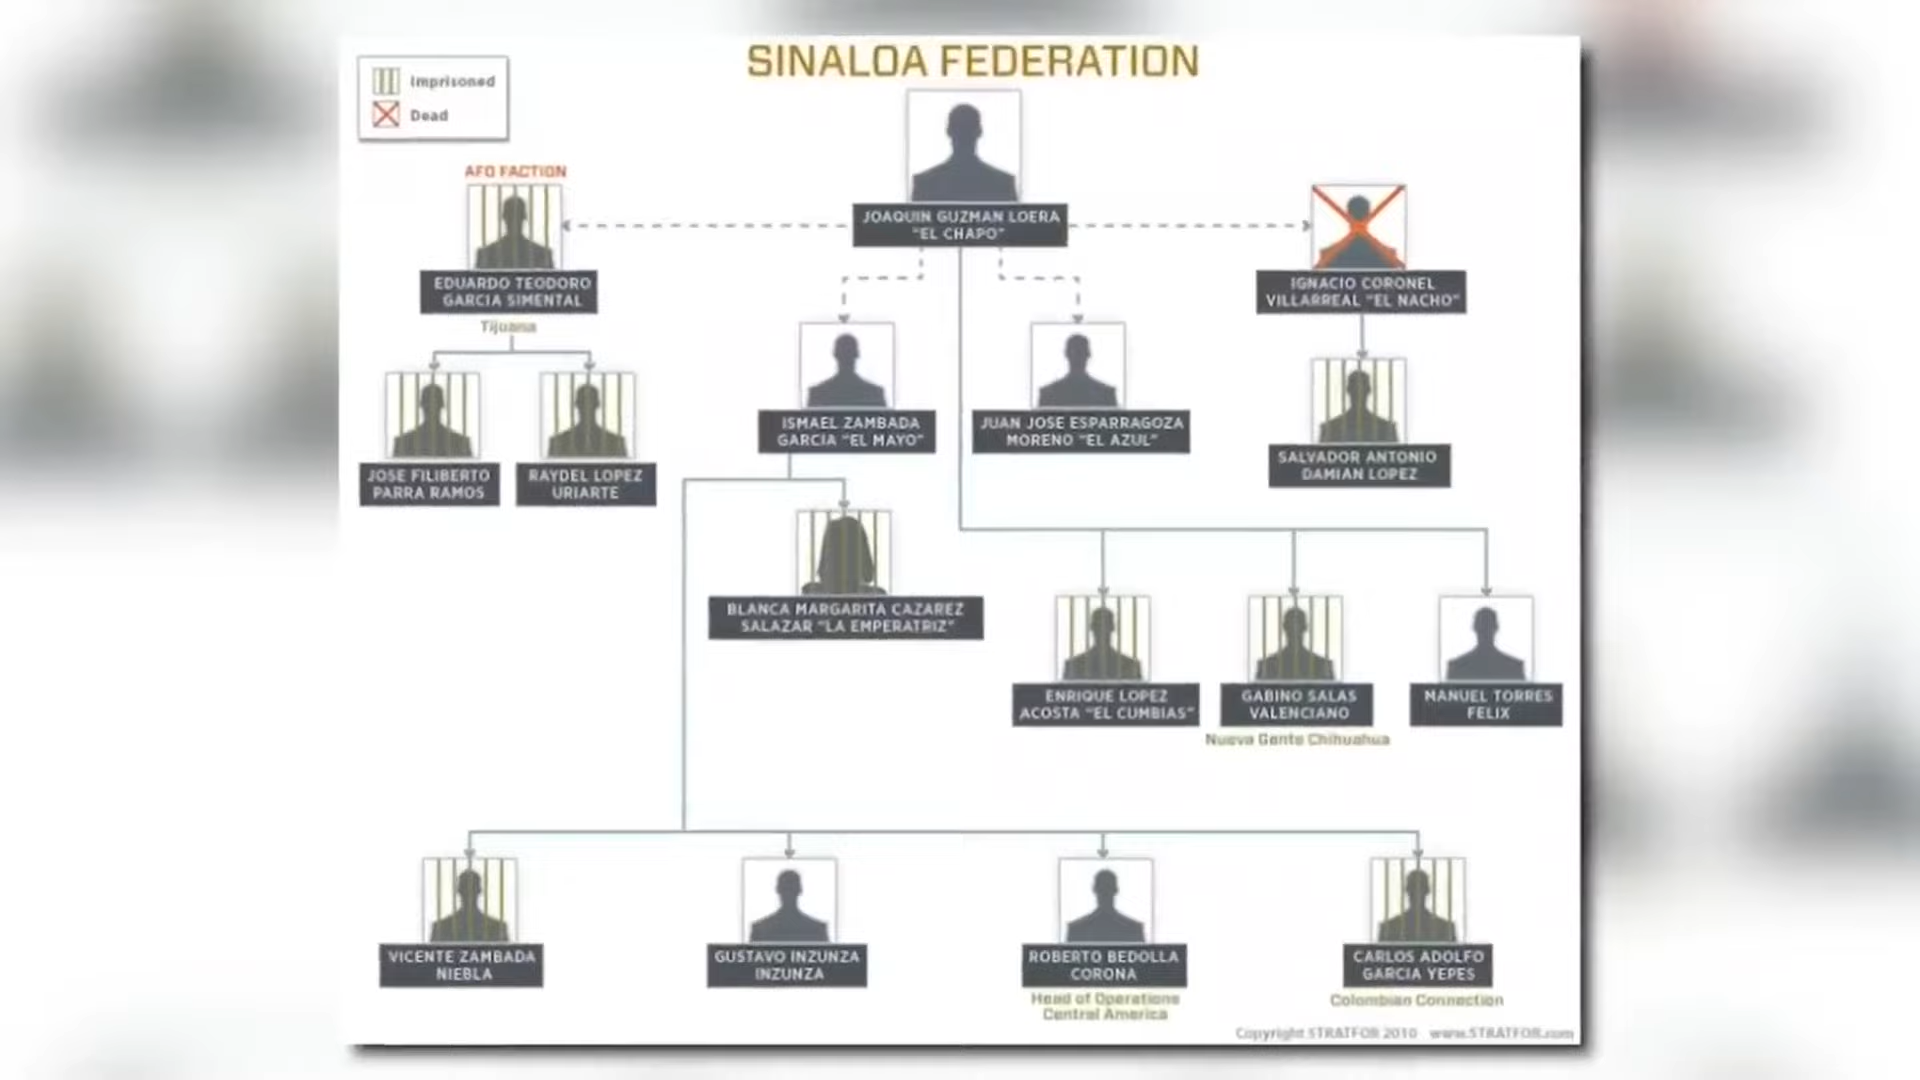 SINALOA FEDERATION
Imprisoned
Dead
JOAQUIN GUZMAN LOERA
"EL CHAPO"
AFO FACTION
EDUARDO TEODORO
GARCIA SIMENTAL
Tijuana
IGNACIO CORONEL
VILLARREAL "EL NACHO"
JOSE FILIBERTO
PARRA RAMOS
RAYDEL LOPEZ
URIARTE
ISMAEL ZAMBADA
GARCIA "EL MAYO"
JUAN JOSE ESPARRAGOZA
MORENO "EL AZUL"
SALVADOR ANTONIO
DAMIAN LOPEZ
BLANCA MARGARITA CAZAREZ
SALAZAR "LA EMPERATRIZ"
ENRIQUE LOPEZ
ACOSTA "EL CUMBIAS"
GABINO SALAS
VALENCIANO
Nueva Gente Chihuahua
MANUEL TORRES
FELIX
VICENTE ZAMBADA
NIEBLA
GUSTAVO INZUNZA
INZUNZA
ROBERTO BEDOLLA
CORONA
Head of Operations
Central America
CARLOS ADOLFO
GARCIA YEPES
Colombian Connection
Copyright STRATFOR 2010 www.STRATFOR.com